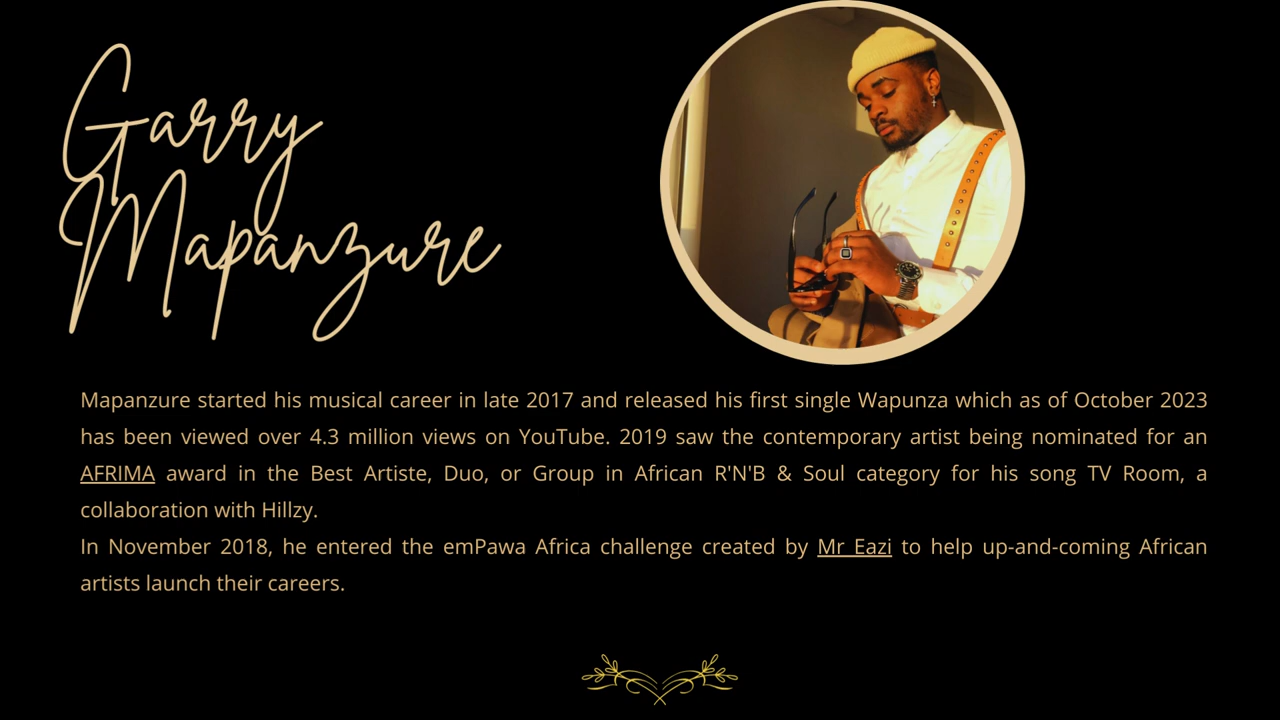 Garry
Mapanzure
Mapanzure started his musical career in late 2017 and released his first single Wapunza which as of October 2023
has been viewed over 4.3 million views on YouTube. 2019 saw the contemporary artist being nominated for an
AFRIMA award in the Best Artiste, Duo, or Group in African R'N'B & Soul category for his song TV Room, a
collaboration with Hillzy.
In November 2018, he entered the emPawa Africa challenge created by Mr Eazi to help up-and-coming African
artists launch their careers.